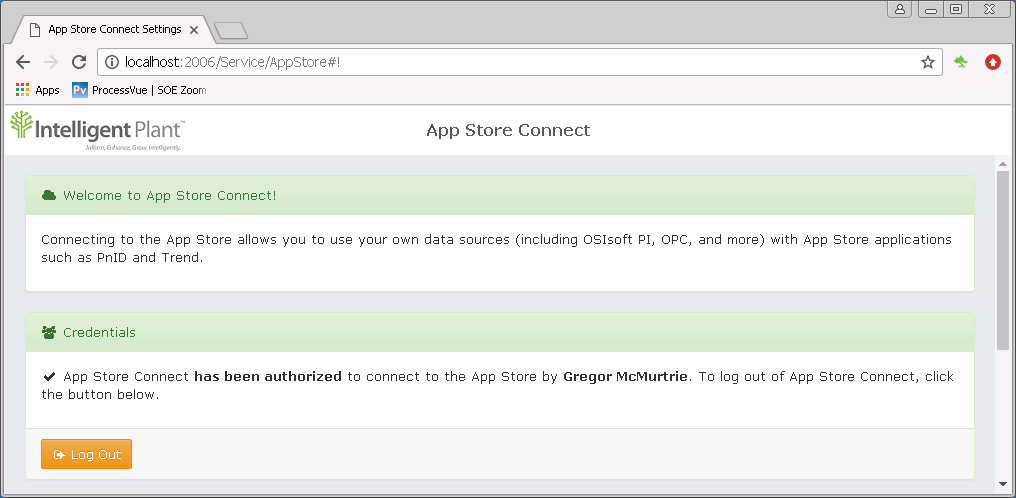 App Store Connect Settings
localhost:2006/Service/AppStore#!
Apps Pv ProcessVue | SOE Zoom
Intelligent Plant™ App Store Connect
Inform, Enhance, Grow. Intelligently.
Welcome to App Store Connect!
Connecting to the App Store allows you to use your own data sources (including OSIsoft PI, OPC, and more) with App Store applications
such as PnID and Trend.
Credentials
App Store Connect has been authorized to connect to the App Store by Gregor McMurtrie. To log out of App Store Connect, click
the button below.
Log Out